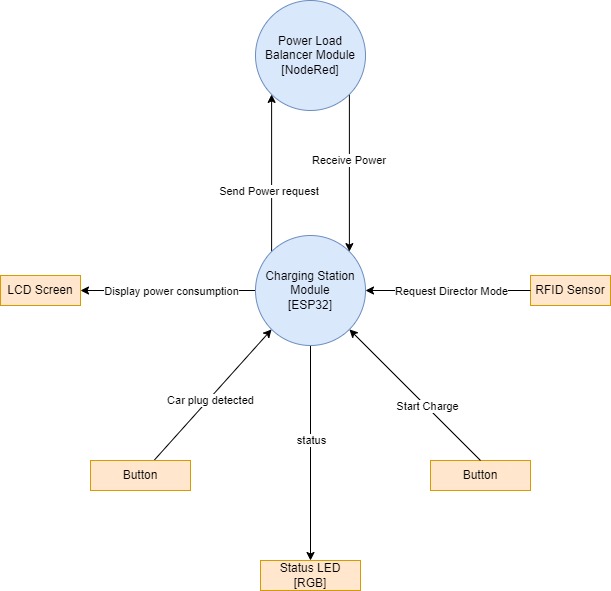 Power Load
Balancer Module
[NodeRed]
Receive Power
Send Power request
Charging Station
Module
[ESP32]
LCD Screen
Display power consumption
Request Director Mode
RFID Sensor
Car plug detected
Start Charge
status
Button
Button
Status LED
[RGB]